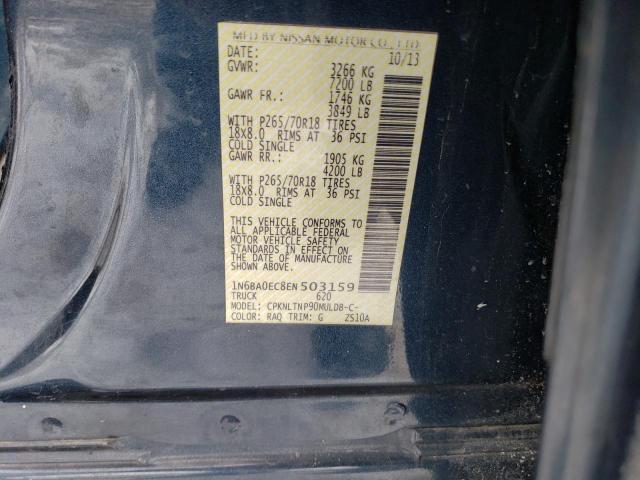 MFD BY NISSAN MOTOR CO., LTD
DATE: 10/13
GVWR: 3266 KG
7200 LB
GAWR FR.: 1746 KG
3849 LB
WITH P265/70R18 TIRES
18X8.0 RIMS AT 36 PSI
COLD SINGLE
GAWR RR.: 1905 KG
4200 LB
WITH P265/70R18 TIRES
18X8.0 RIMS AT 36 PSI
COLD SINGLE
THIS VEHICLE CONFORMS TO
ALL APPLICABLE FEDERAL
MOTOR VEHICLE SAFETY
STANDARDS IN EFFECT ON
THE DATE OF MANUFACTURE
SHOWN ABOVE.
1N6BA0EC8EN503159
TRUCK 620
MODEL: CPKNLTNP90MULDB-C-
COLOR: RAQ TRIM: G 2S10A